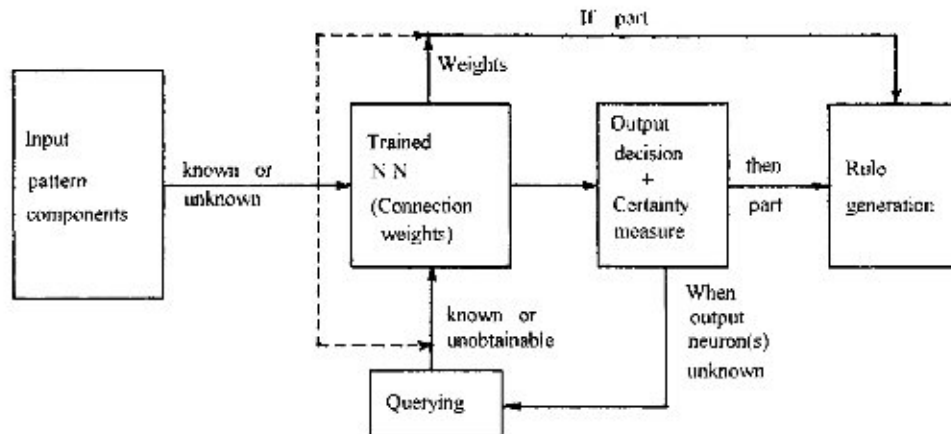 If part
Weights
Input
pattern
components
known or
unknown
Trained
N N
(Connection
weights)
Output
decision
+
Certainty
measure
then
part
Rule
generation
known or
unobtainable
When
output
neuron(s)
unknown
Querying